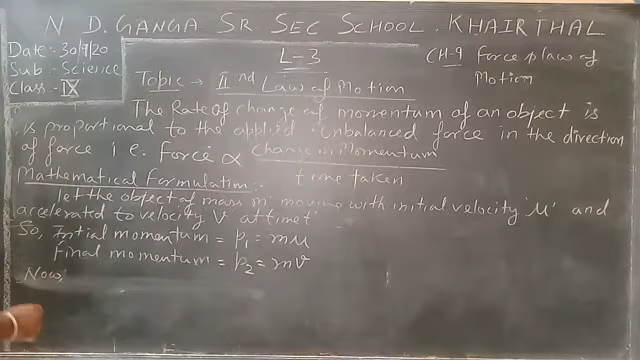 N D. GANGA SR. SEC SCHOOL. KHAIRTHAL
Date:- 30/9/20
Sub:- Science
Class:- IX
L-3
CH-9 Force & Law of
Motion
Topic → IInd Law of Motion
The Rate of change of momentum of an object is
is proportional to the applied unbalanced force in the direction
of force i.e. Force ∝ Change in Momentum
time taken
Mathematical Formulation:-
let the object of mass 'm' moving with initial velocity 'u' and
accelerated to velocity 'v' at time 't'
So, Initial momentum = p1 = mu
Final momentum = p2 = mv
Now,